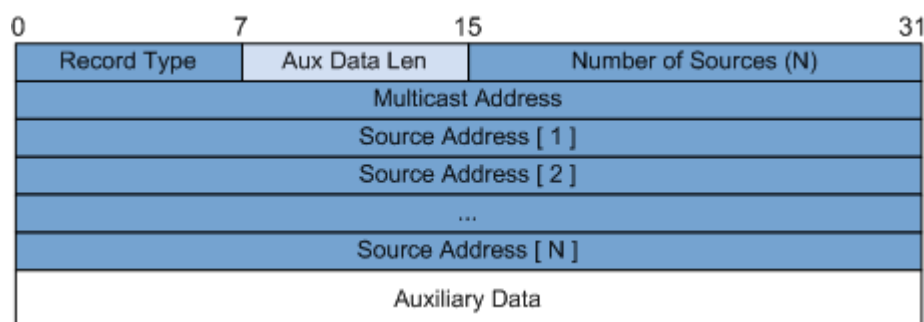 0 7 15 31
Record Type Aux Data Len Number of Sources (N)
Multicast Address
Source Address [ 1 ]
Source Address [ 2 ]
...
Source Address [ N ]
Auxiliary Data